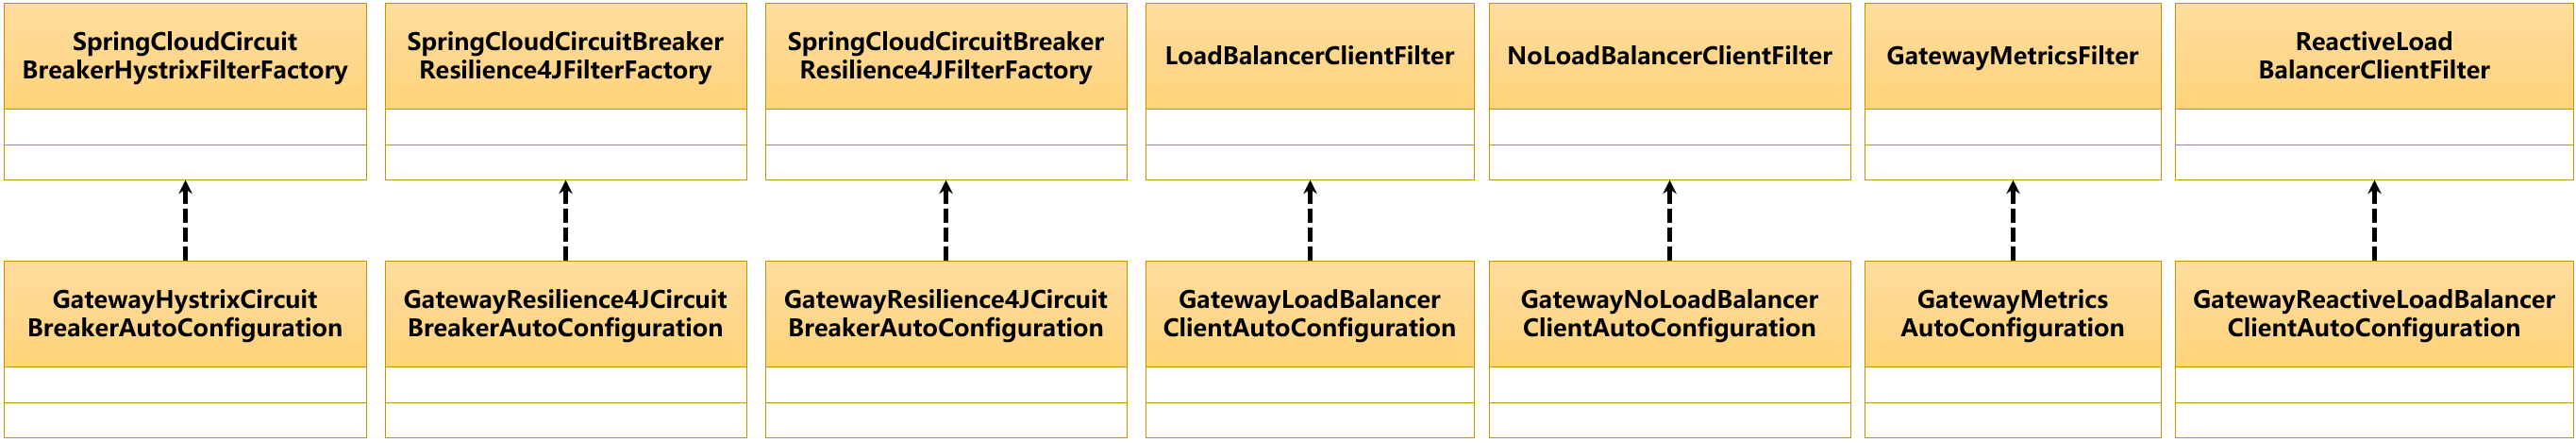 SpringCloudCircuit
BreakerHystrixFilterFactory
SpringCloudCircuitBreaker
Resilience4JFilterFactory
SpringCloudCircuitBreaker
Resilience4JFilterFactory
LoadBalancerClientFilter
NoLoadBalancerClientFilter
GatewayMetricsFilter
ReactiveLoad
BalancerClientFilter
GatewayHystrixCircuit
BreakerAutoConfiguration
GatewayResilience4JCircuit
BreakerAutoConfiguration
GatewayResilience4JCircuit
BreakerAutoConfiguration
GatewayLoadBalancer
ClientAutoConfiguration
GatewayNoLoadBalancer
ClientAutoConfiguration
GatewayMetrics
AutoConfiguration
GatewayReactiveLoadBalancer
ClientAutoConfiguration